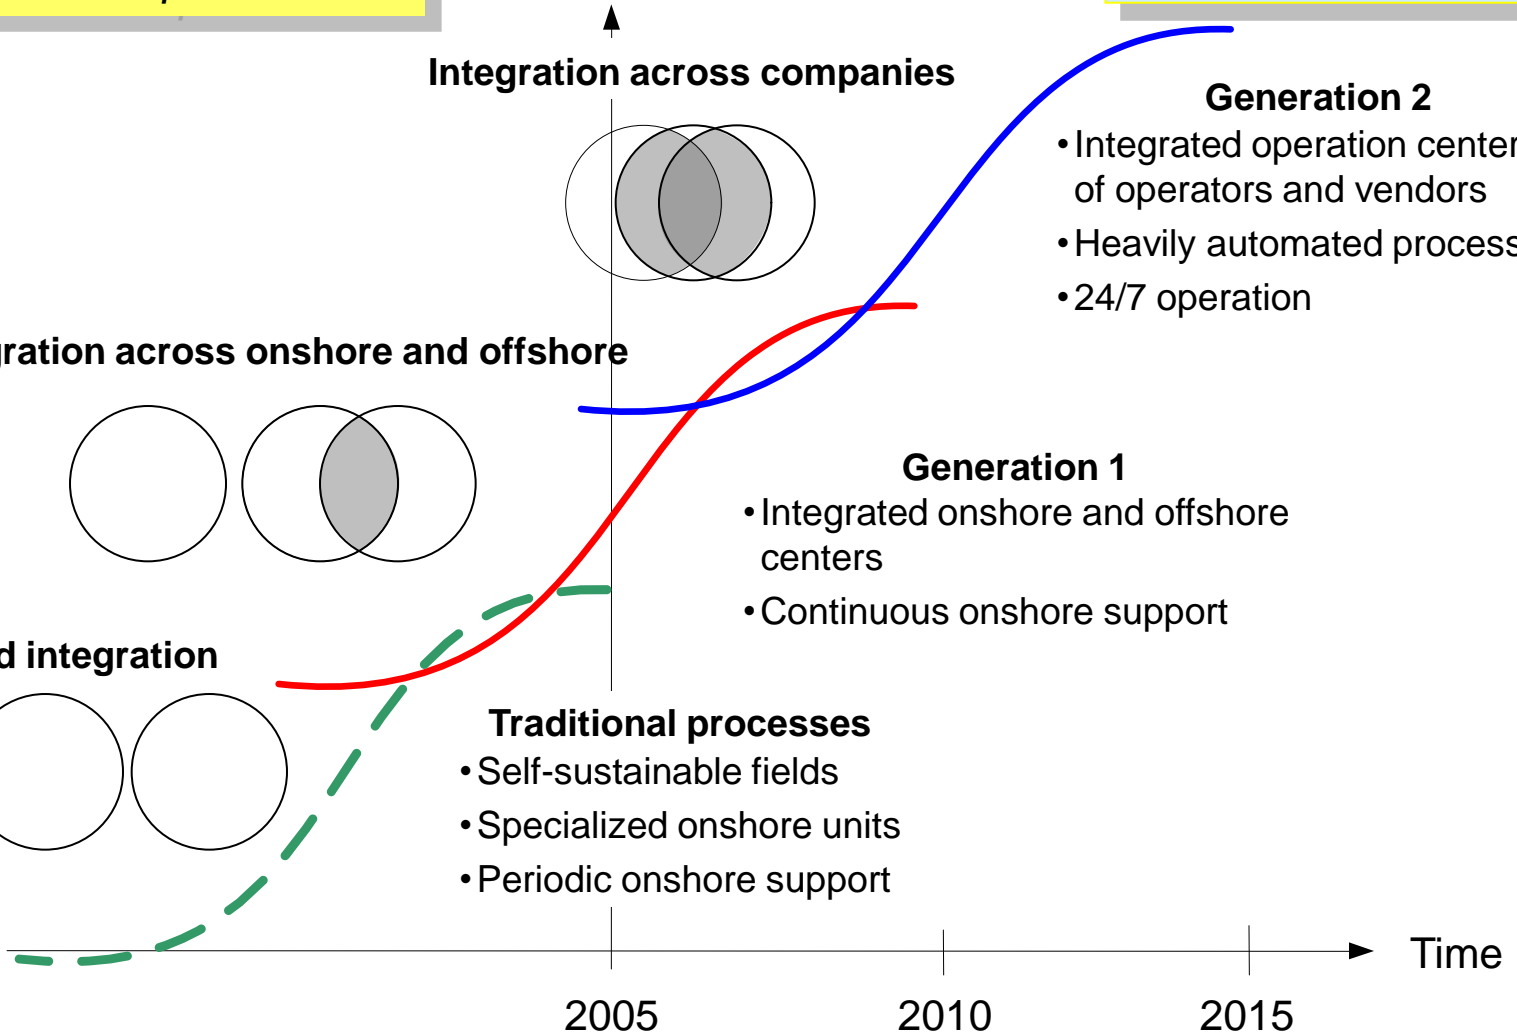 Integration across companies
Generation 2
•Integrated operation center
of operators and vendors
•Heavily automated process
•24/7 operation
gration across onshore and offshore
Generation 1
•Integrated onshore and offshore
centers
•Continuous onshore support
d integration
Traditional processes
•Self-sustainable fields
•Specialized onshore units
•Periodic onshore support
Time
2005 2010 2015